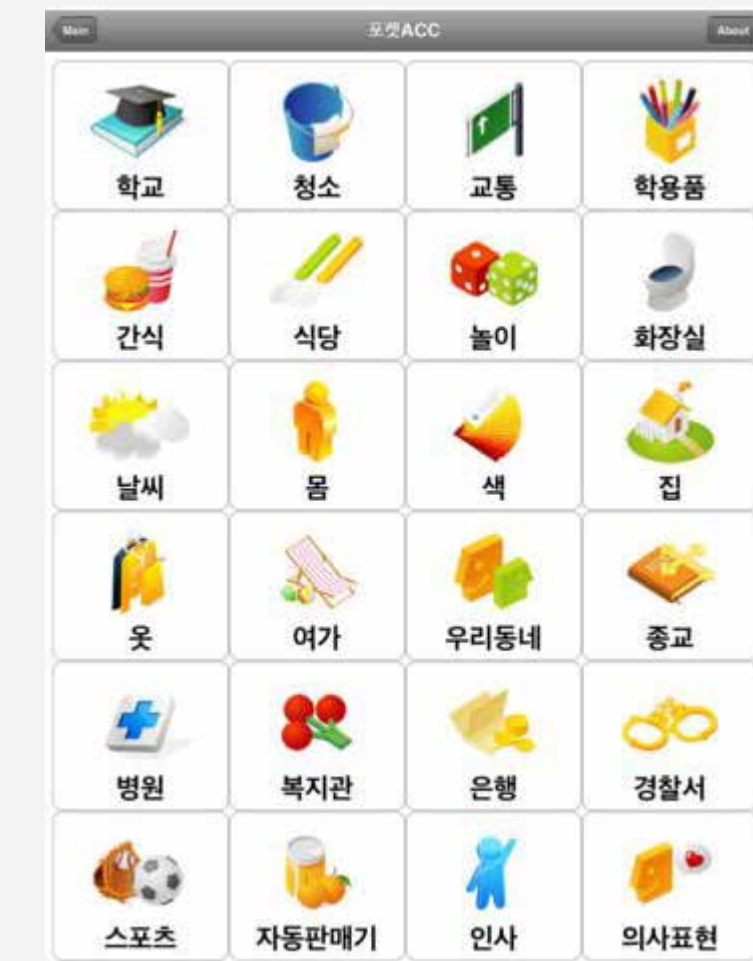 Main 포켓ACC About
학교 청소 교통 학용품
간식 식당 놀이 화장실
날씨 몸 색 집
옷 여가 우리동네 종교
병원 복지관 은행 경찰서
스포츠 자동판매기 인사 의사표현